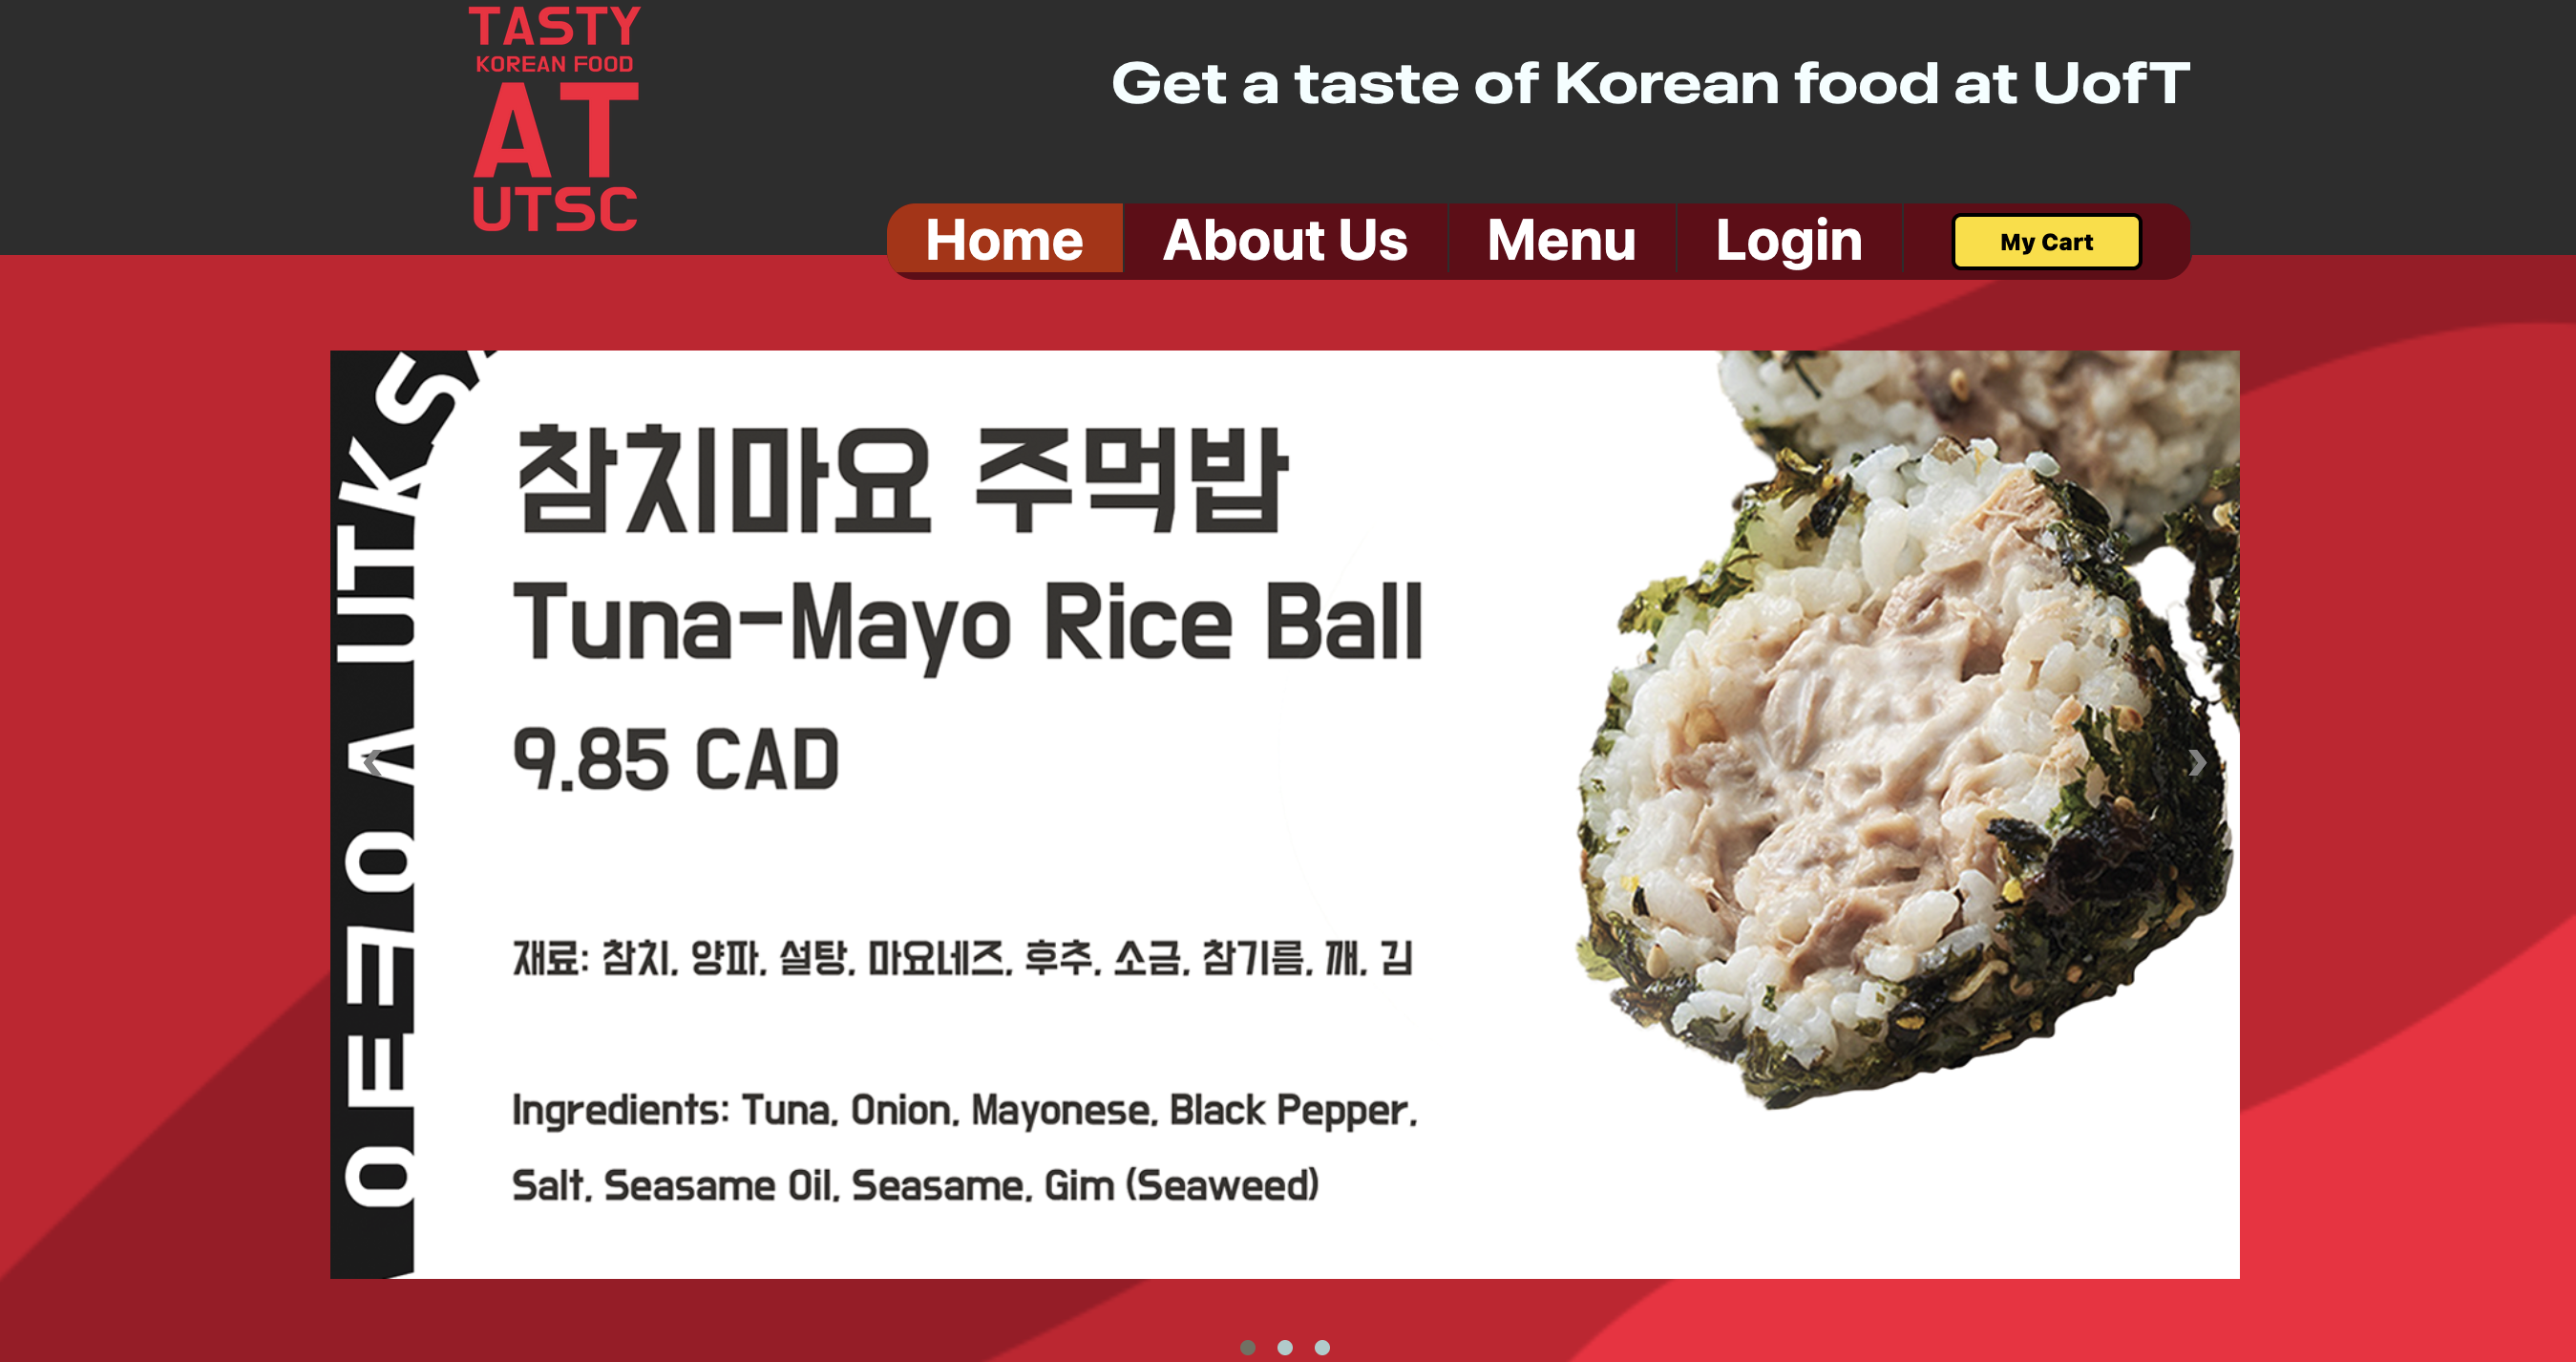 TASTY
KOREAN FOOD
AT
UTSC
Get a taste of Korean food at UofT
Home
About Us
Menu
Login
My Cart
UTKS
참치마요 주먹밥
Tuna-Mayo Rice Ball
9.85 CAD
재료: 참치, 양파, 설탕, 마요네즈, 후추, 소금, 참기름, 깨, 김
Ingredients: Tuna, Onion, Mayonese, Black Pepper,
Salt, Seasame Oil, Seasame, Gim (Seaweed)